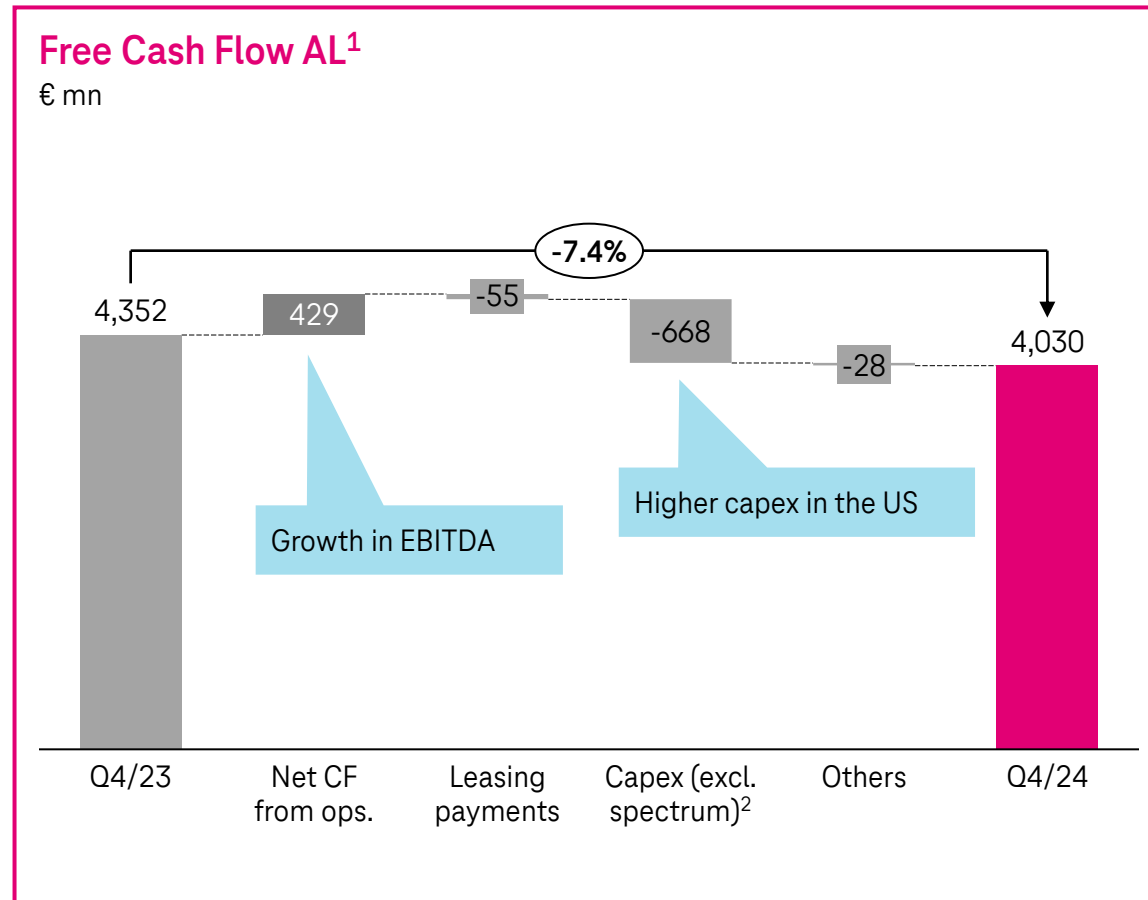 Free Cash Flow AL¹
€ mn
-7.4%
4,352
429
-55
-668
-28
4,030
Growth in EBITDA
Higher capex in the US
Q4/23
Net CF
from ops.
Leasing
payments
Capex (excl.
spectrum)²
Others
Q4/24